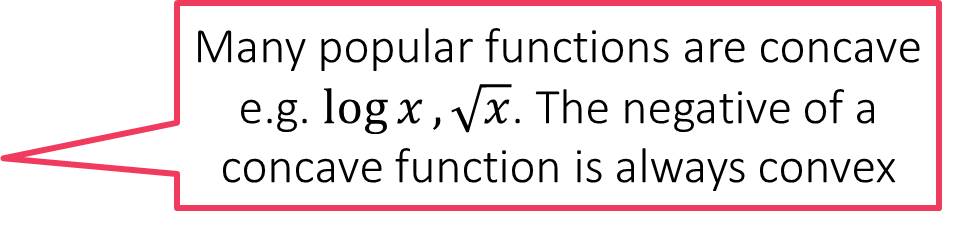 Many popular functions are concave
e.g. log x , √x. The negative of a
concave function is always convex